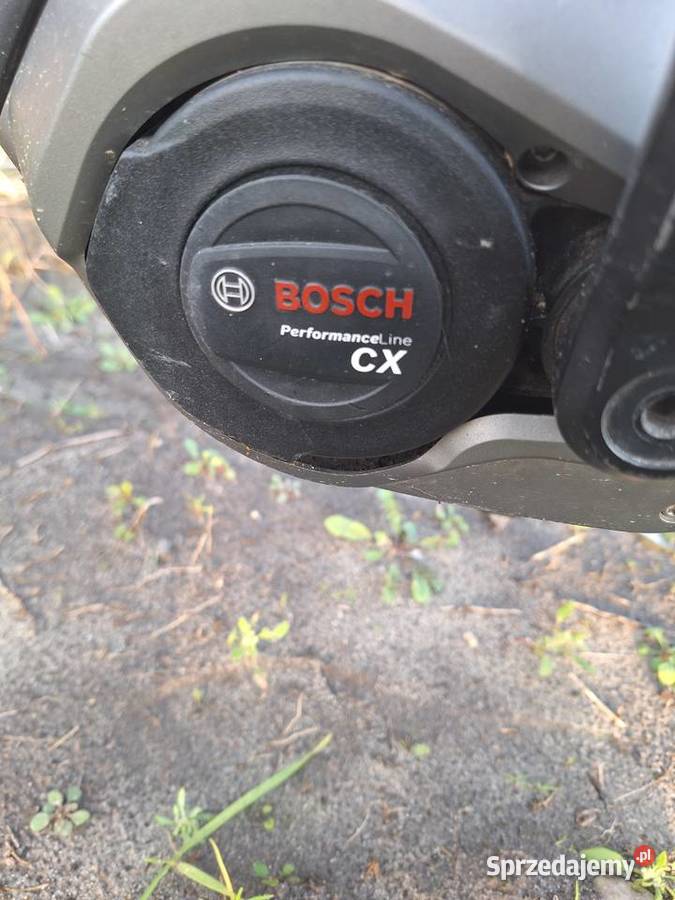 BOSCH
PerformanceLine
CX
Sprzedajemy.pl